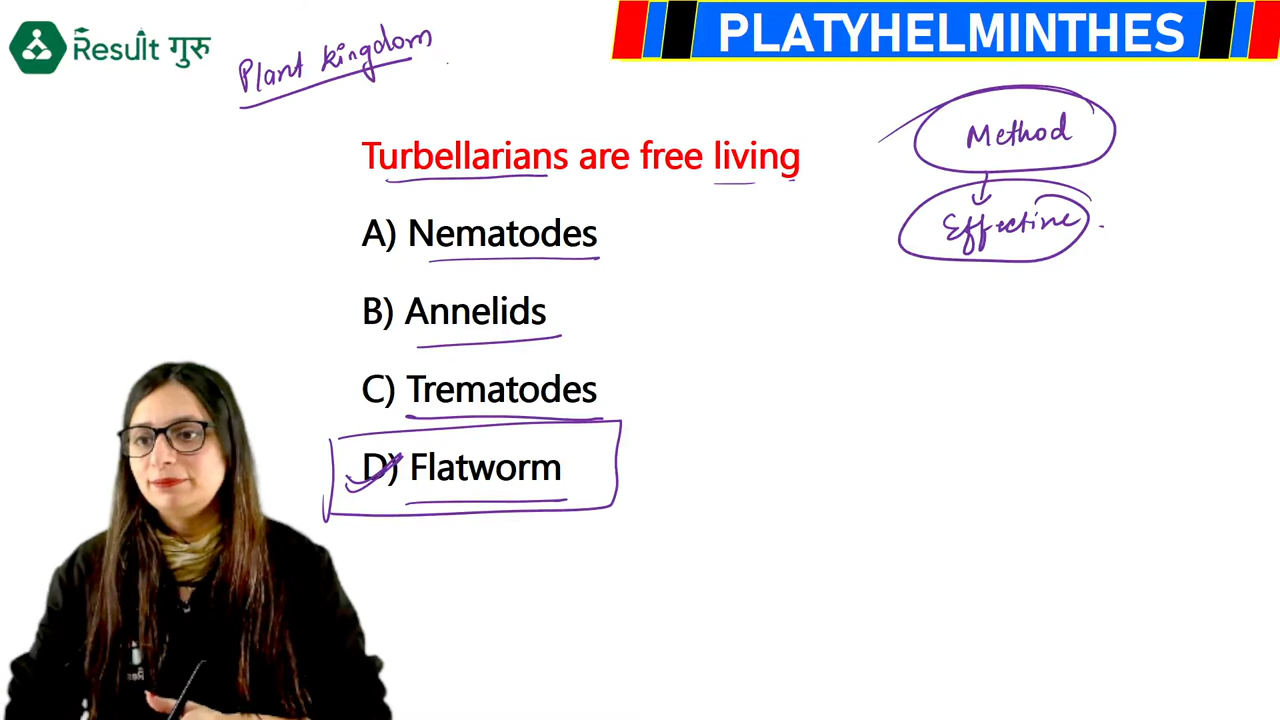 Result गुरु
PLATYHELMINTHES
Plant kingdom
Method
Turbellarians are free living
Effective.
A) Nematodes
B) Annelids
C) Trematodes
D) Flatworm